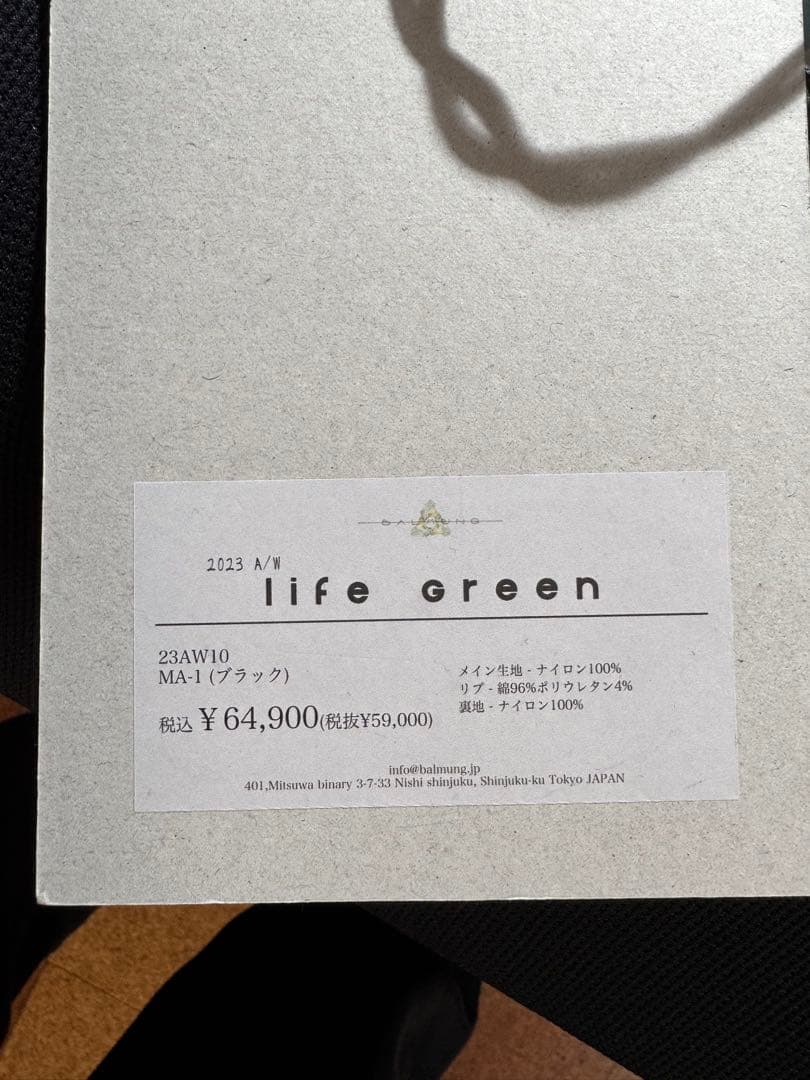 BALMUNG
2023 A/W
life Green
23AW10
MA-1 (ブラック)
税込 ¥64,900(税抜¥59,000)
メイン生地 - ナイロン100%
リブ - 綿96%ポリウレタン4%
裏地 - ナイロン100%
info@balmung.jp
401,Mitsuwa binary 3-7-33 Nishi shinjuku, Shinjuku-ku Tokyo JAPAN